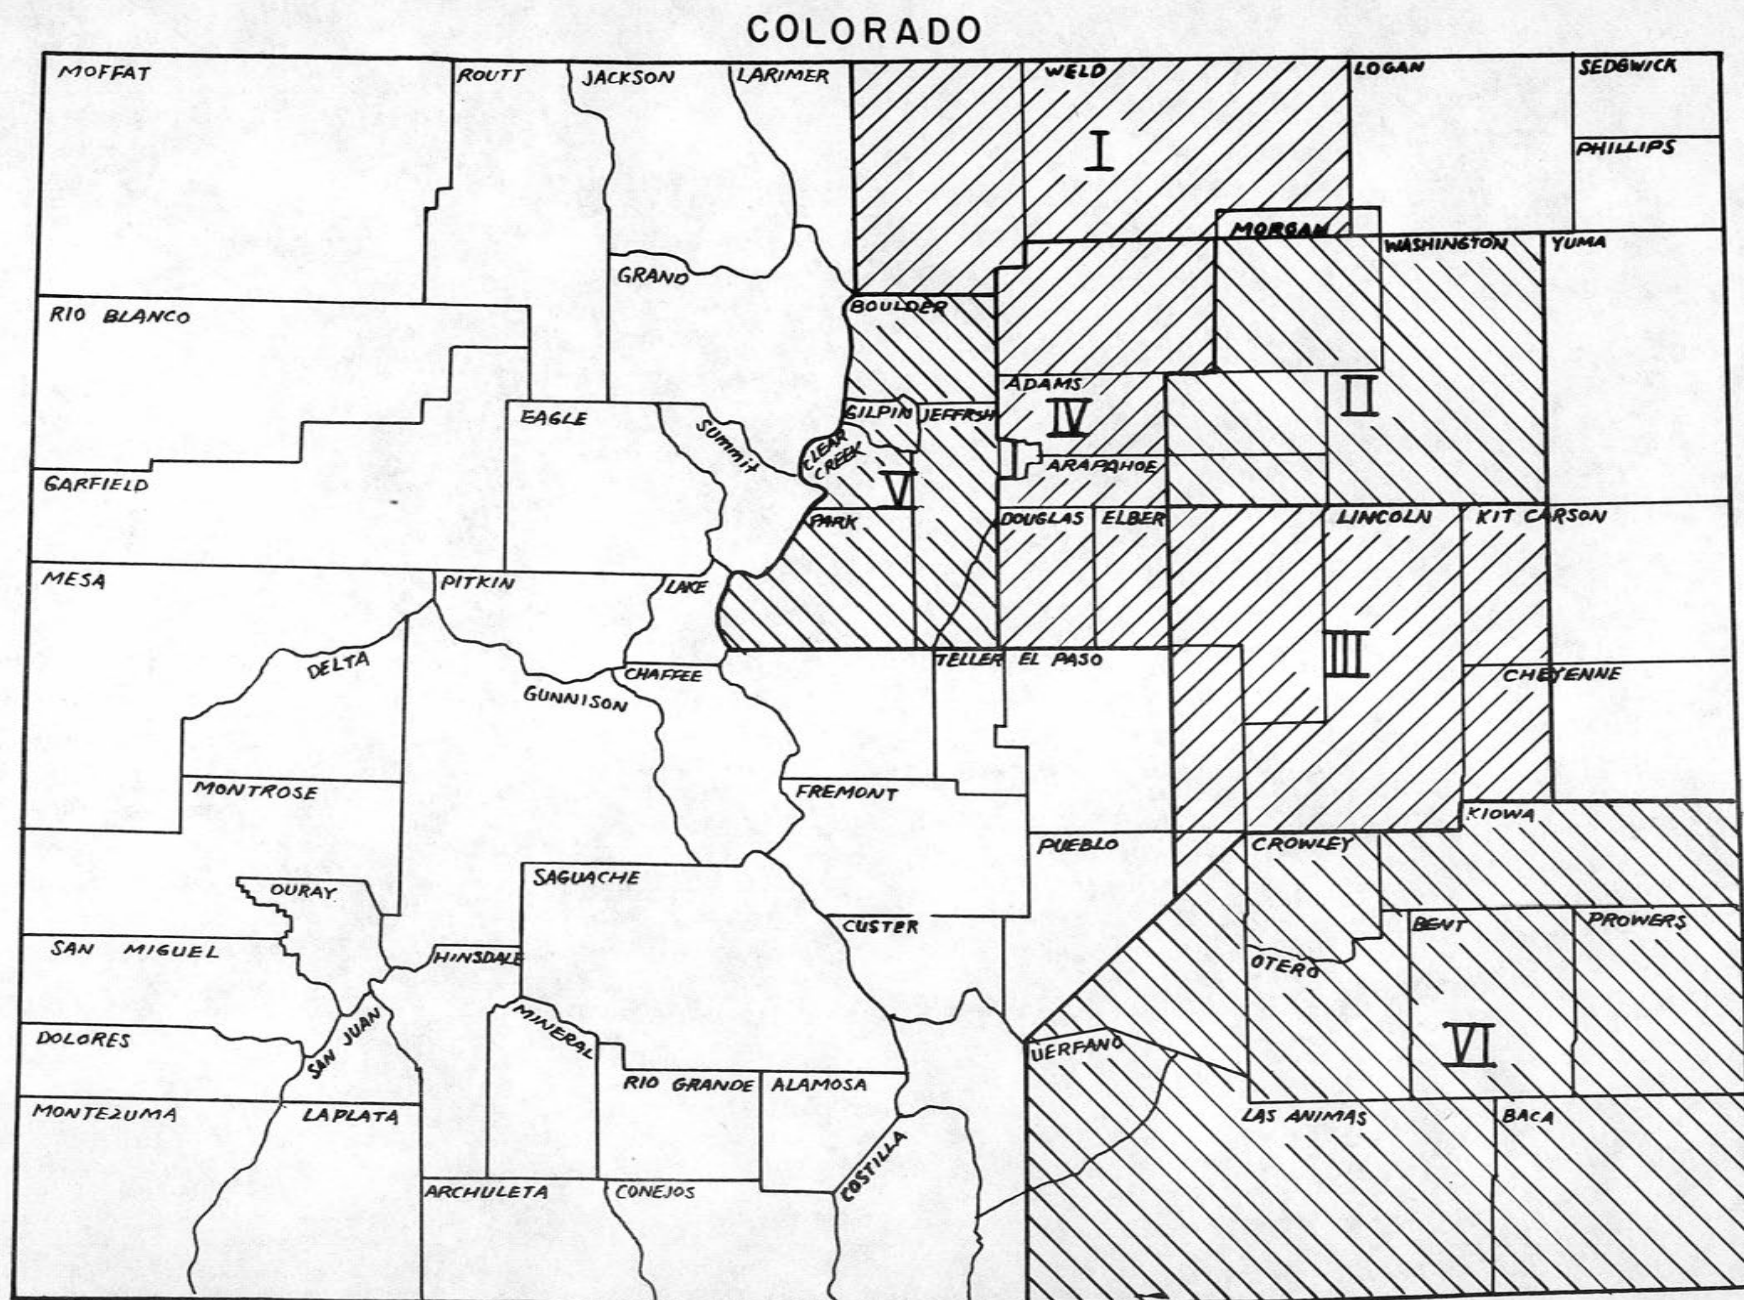 COLORADO
MOFFAT
ROUTT
JACKSON
LARIMER
WELD
LOGAN
SEDGWICK
PHILLIPS
I
MORGAN
WASHINGTON
YUMA
GRAND
RIO BLANCO
BOULDER
ADAMS
IV
II
EAGLE
SUMMIT
GILPIN
JEFFRSH
CLEAR
CREEK
V
ARAPAHOE
GARFIELD
PARK
DOUGLAS
ELBER
LINCOLN
KIT CARSON
MESA
PITKIN
LAKE
III
DELTA
CHAFFEE
GUNNISON
TELLER
EL PASO
CHEYENNE
MONTROSE
FREMONT
KIOWA
PUEBLO
CROWLEY
SAGUACHE
OURAY
CUSTER
BENT
PROWERS
SAN MIGUEL
HINSDALE
OTERO
DOLORES
SAN JUAN
MINERAL
UERFANO
VI
RIO GRANDE
ALAMOSA
MONTEZUMA
LAPLATA
LAS ANIMAS
BACA
COSTILLA
ARCHULETA
CONEJOS